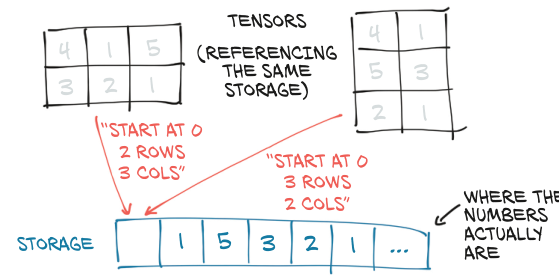 TENSORS
(REFERENCING
THE SAME
STORAGE)
4 1 5
3 2 1
4 1
5 3
2 1
"START AT 0
2 ROWS
3 COLS"
"START AT 0
3 ROWS
2 COLS"
WHERE THE
NUMBERS
ACTUALLY
ARE
STORAGE
1 5 3 2 1 ...